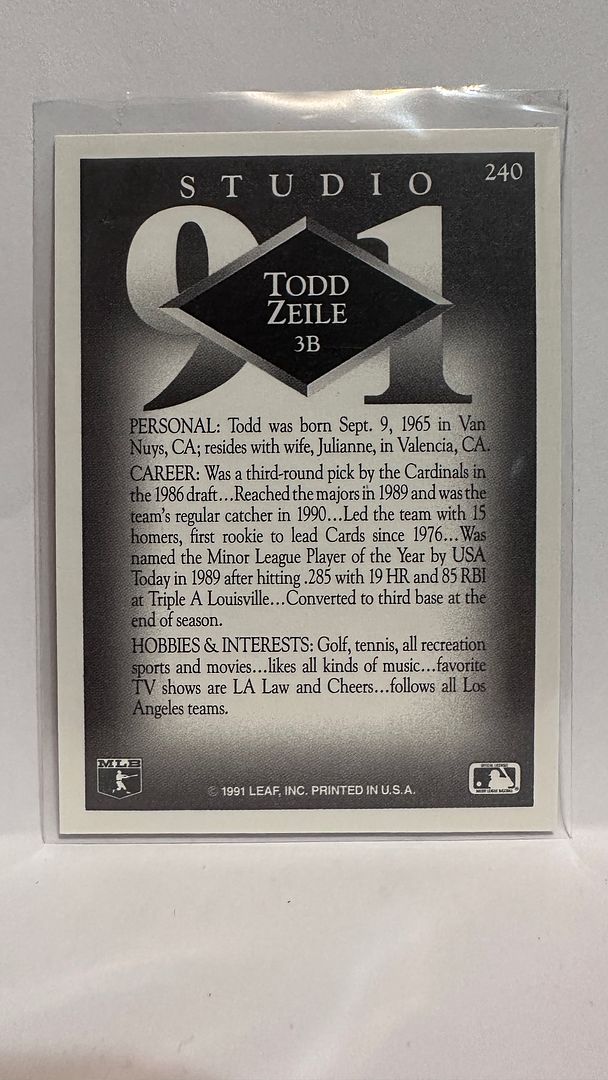 240
STUDIO
91
TODD
ZEILE
3B
PERSONAL: Todd was born Sept. 9, 1965 in Van
Nuys, CA; resides with wife, Julianne, in Valencia, CA.
CAREER: Was a third-round pick by the Cardinals in
the 1986 draft...Reached the majors in 1989 and was the
team's regular catcher in 1990...Led the team with 15
homers, first rookie to lead Cards since 1976...Was
named the Minor League Player of the Year by USA
Today in 1989 after hitting .285 with 19 HR and 85 RBI
at Triple A Louisville...Converted to third base at the
end of season.
HOBBIES & INTERESTS: Golf, tennis, all recreation
sports and movies...likes all kinds of music...favorite
TV shows are LA Law and Cheers...follows all Los
Angeles teams.
MLB
© 1991 LEAF, INC. PRINTED IN U.S.A.
OFFICIAL LICENSEE
MAJOR LEAGUE BASEBALL